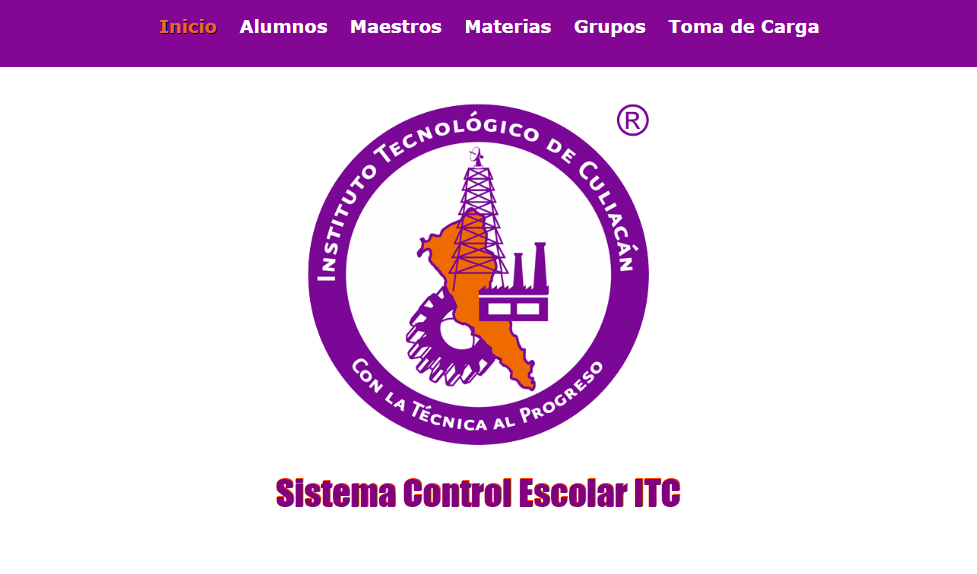 Inicio Alumnos Maestros Materias Grupos Toma de Carga
®
Instituto Tecnológico de Culiacán
Con la Técnica al Progreso
Sistema Control Escolar ITC